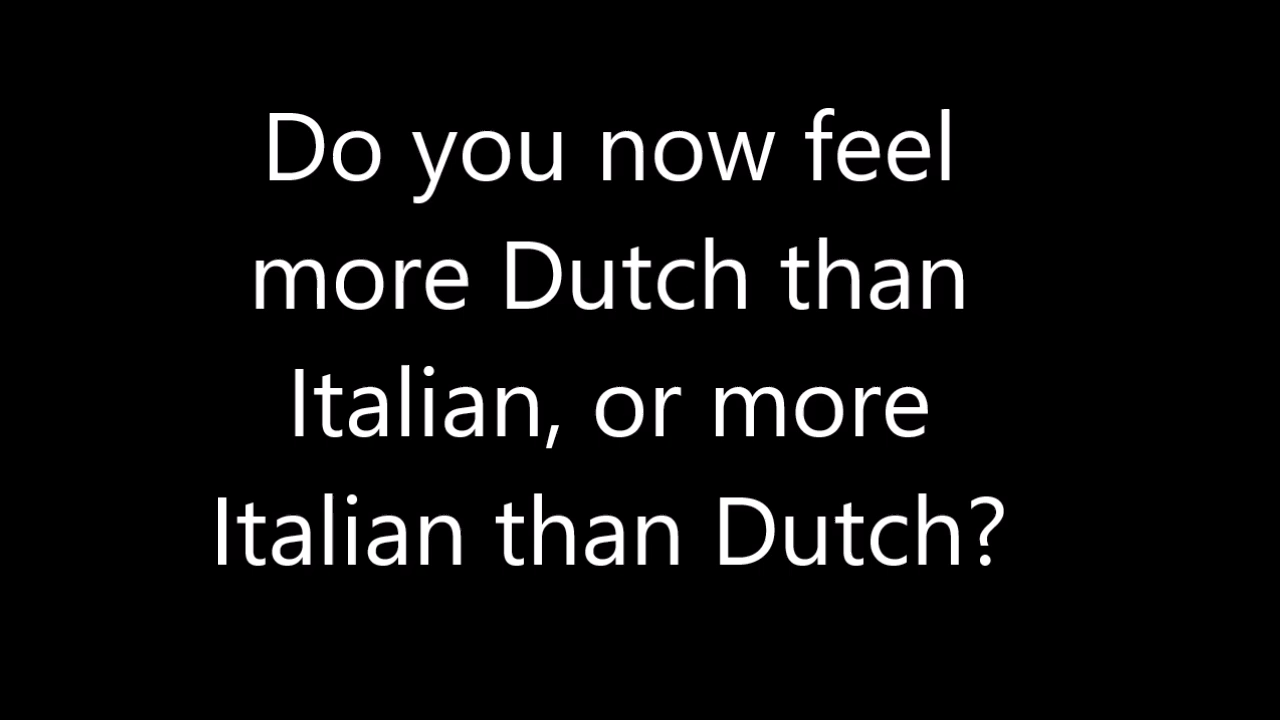 Do you now feel
more Dutch than
Italian, or more
Italian than Dutch?